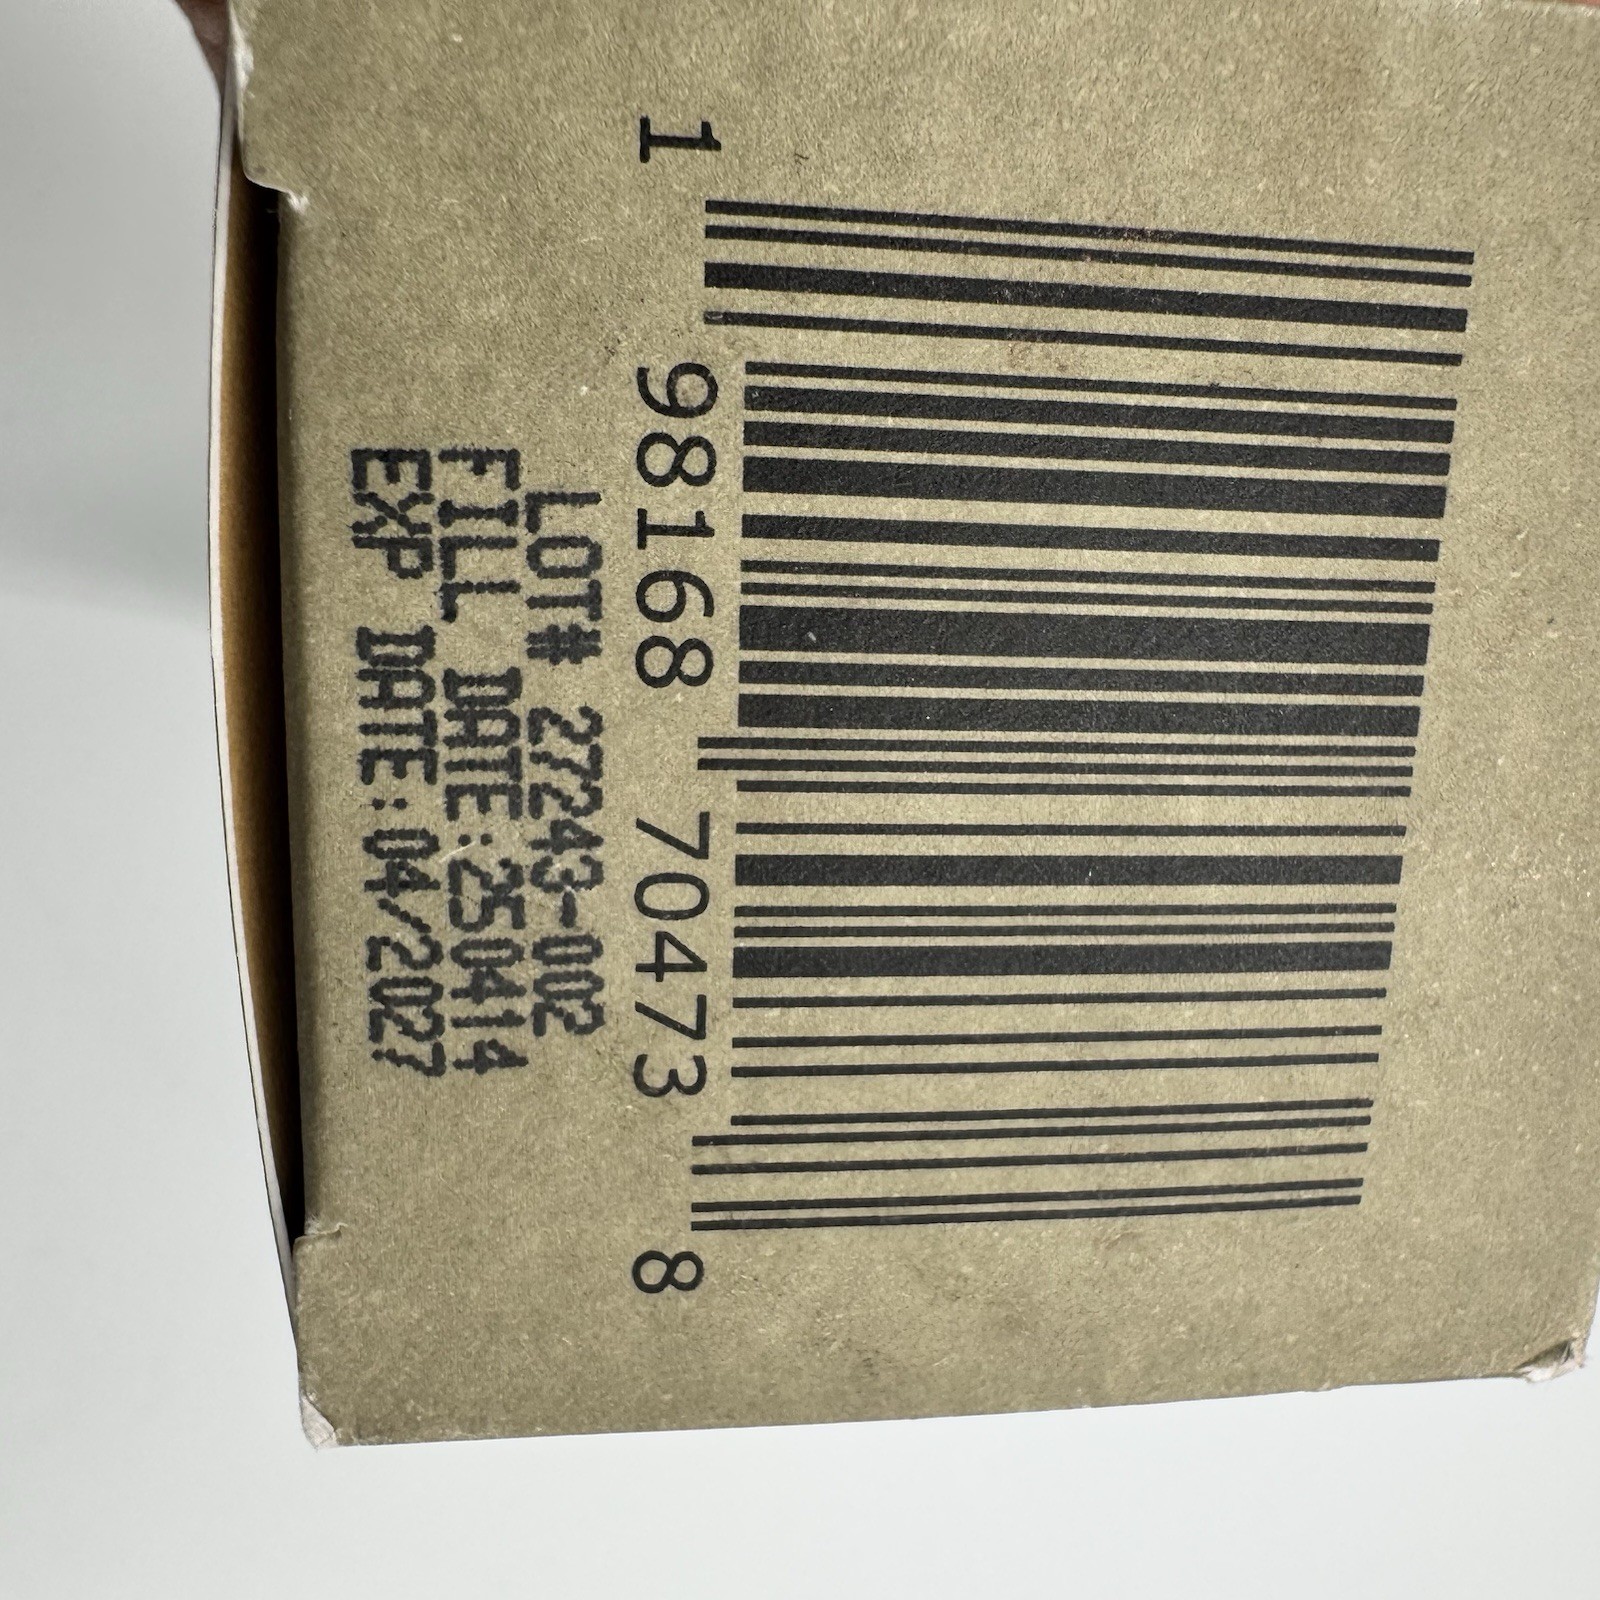 1 98168 70473 8
LOT# 27243-002
FILL DATE:250414
EXP DATE:04/2027